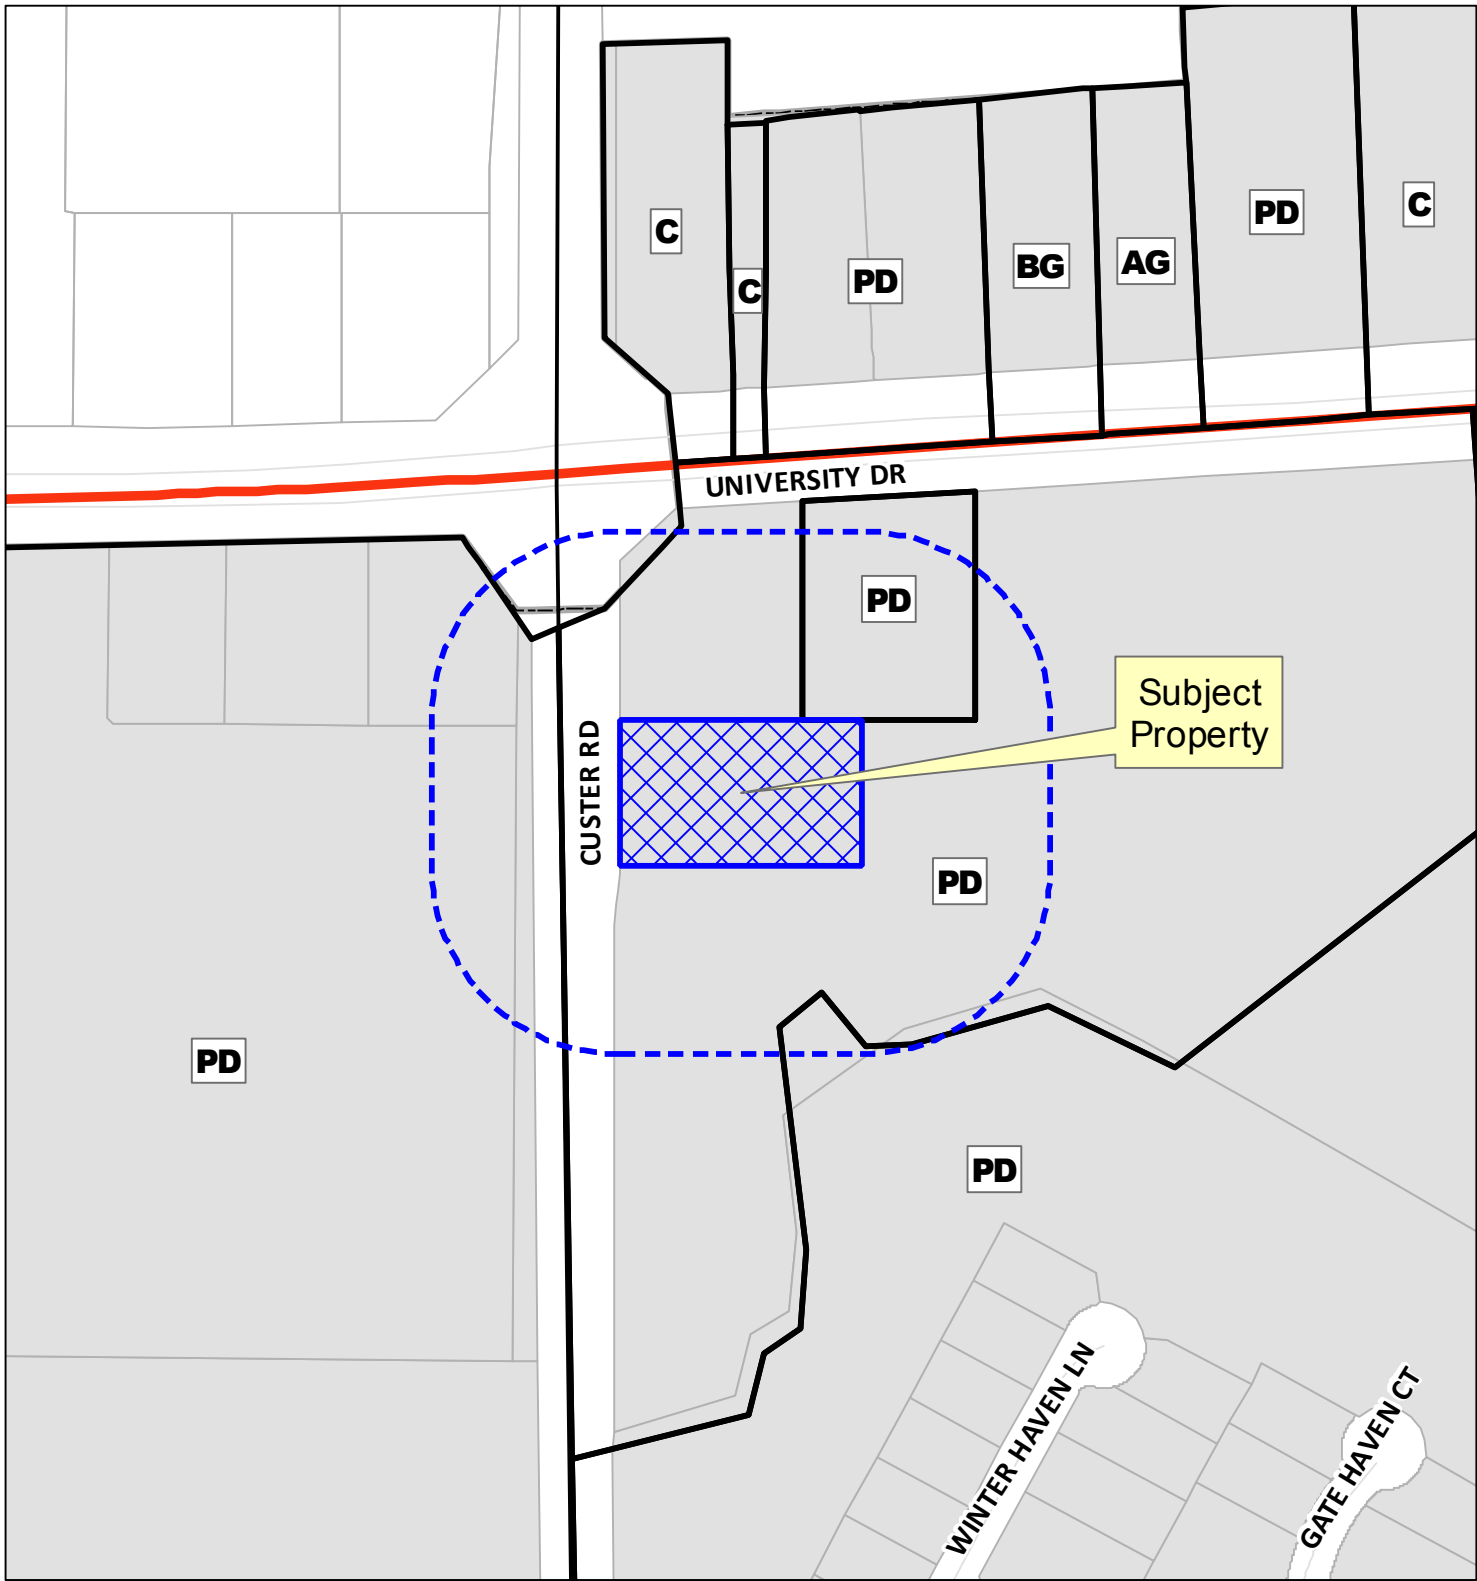 C
PD
C
C
PD
BG
AG
UNIVERSITY DR
PD
Subject
Property
CUSTER RD
PD
PD
PD
WINTER HAVEN LN
GATE HAVEN CT